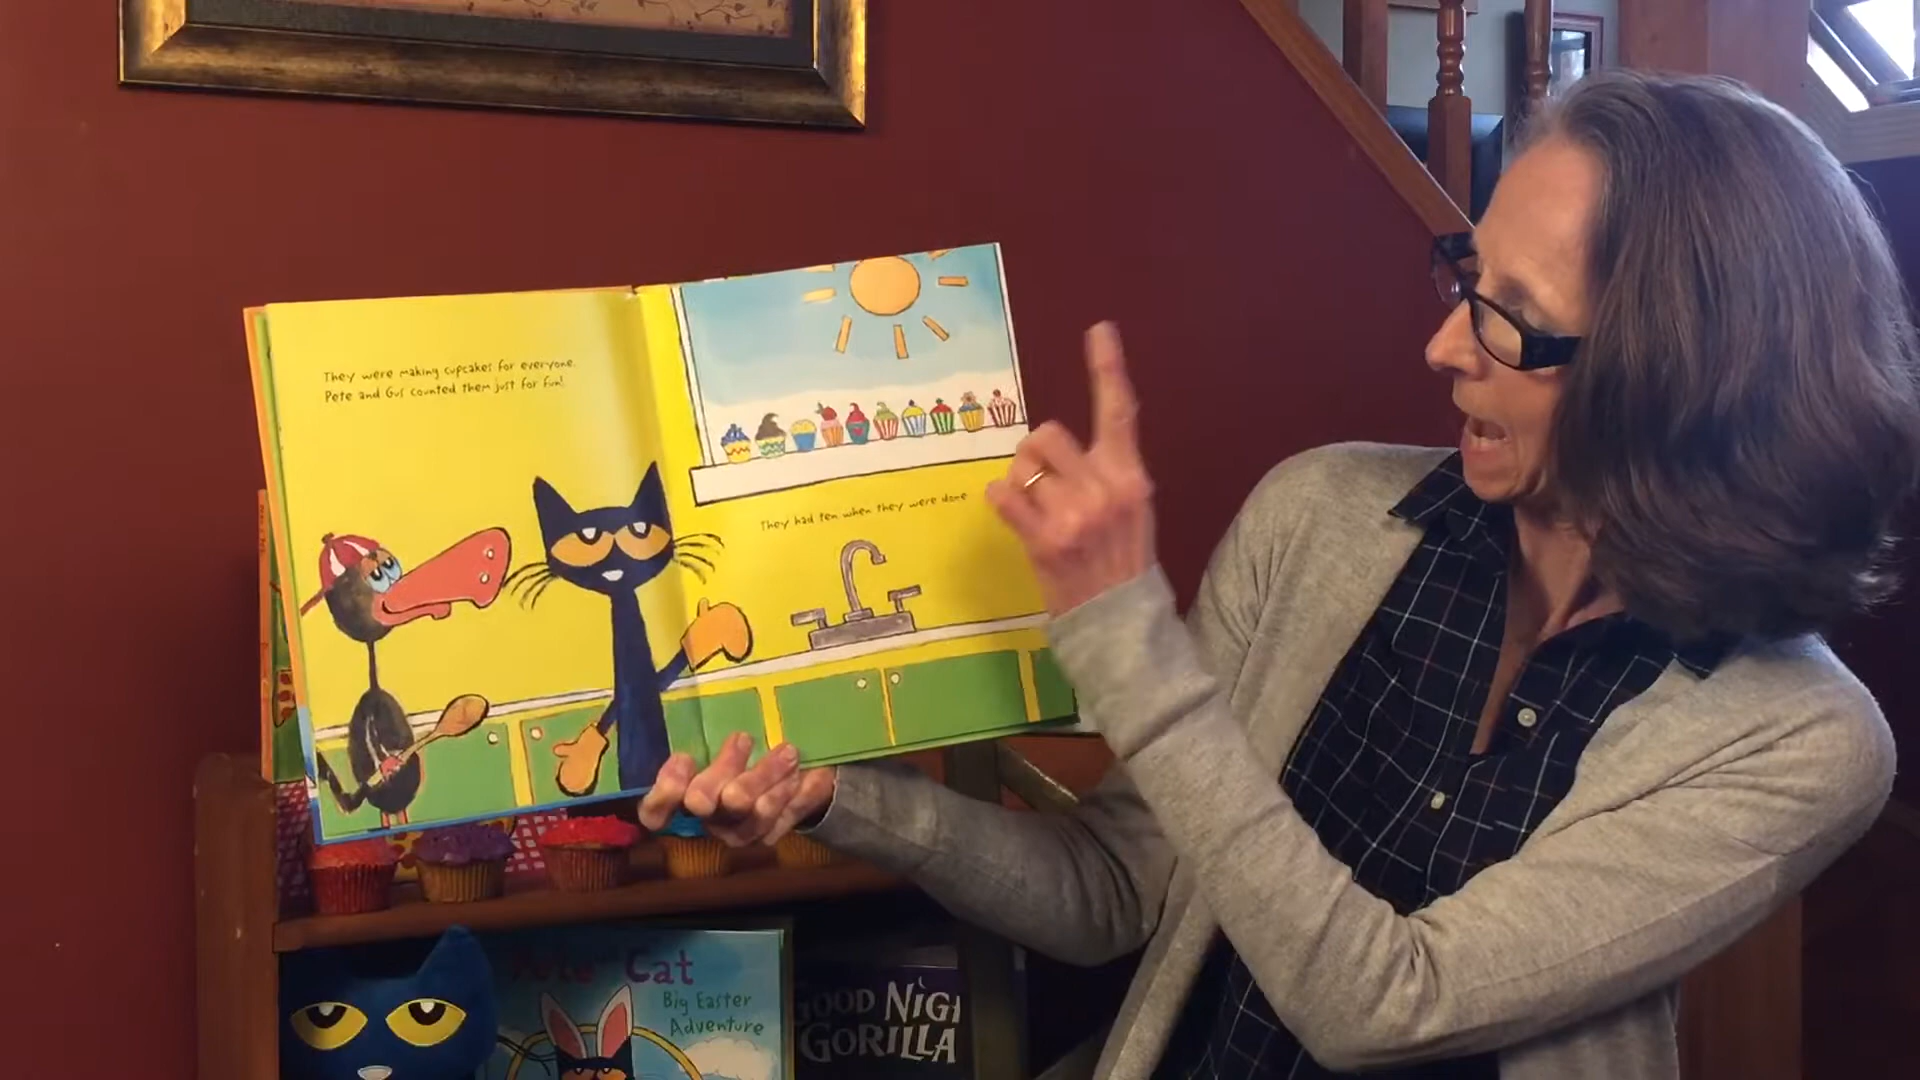 They were making cupcakes for everyone.
Pete and Gus counted them just for fun!
They had ten when they were done
Pete Cat
Big Easter
Adventure
GOOD NIGH
GORILLA